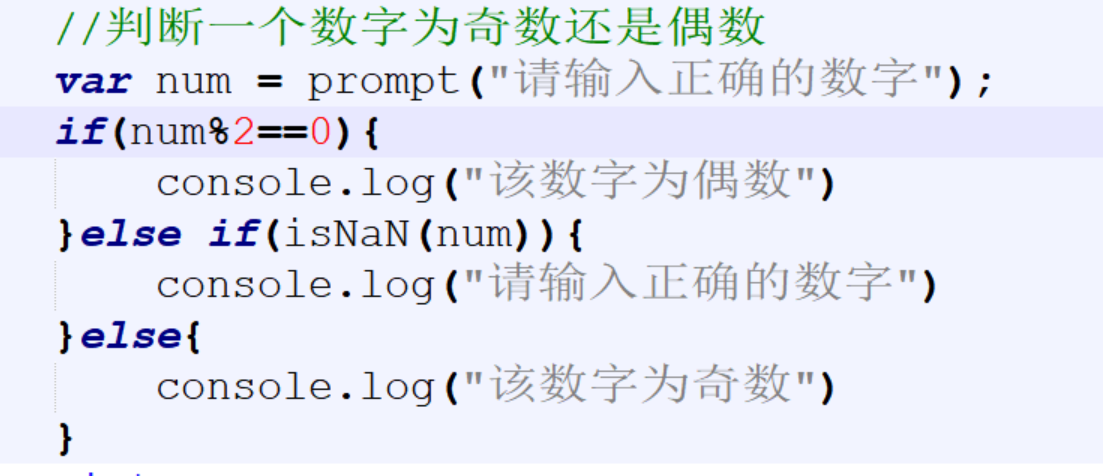 //判断一个数字为奇数还是偶数
var num = prompt("请输入正确的数字");
if(num%2==0){
    console.log("该数字为偶数")
}else if(isNaN(num)){
    console.log("请输入正确的数字")
}else{
    console.log("该数字为奇数")
}